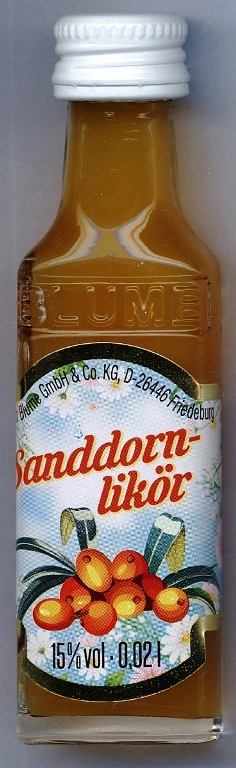 BLUME
Blume GmbH & Co. KG, D-26446 Friedeburg
Sanddorn-
likör
15% vol · 0,02 l